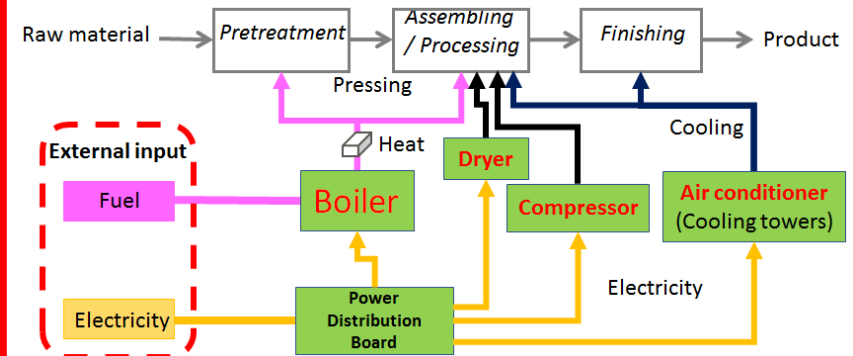 Raw material
Pretreatment
Assembling
/ Processing
Finishing
Product
Pressing
Cooling
External input
Heat
Dryer
Fuel
Boiler
Compressor
Air conditioner
(Cooling towers)
Electricity
Electricity
Power
Distribution
Board